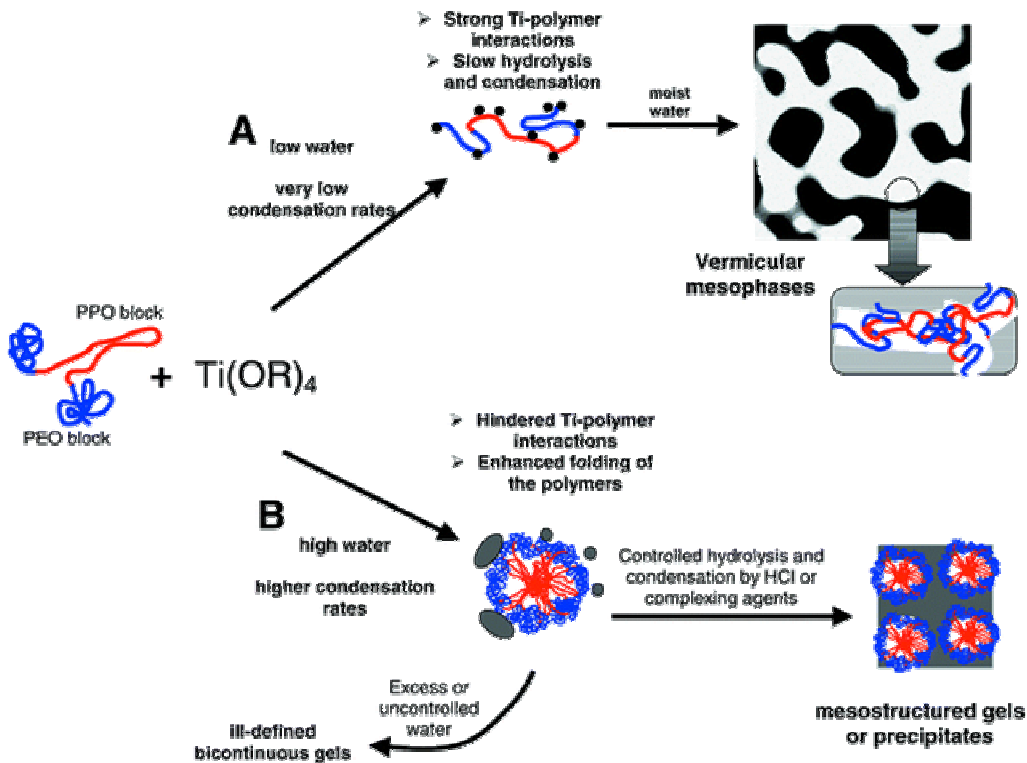 ➢ Strong Ti-polymer
interactions
➢ Slow hydrolysis
and condensation
A
low water
very low
condensation rates
moist
water
Vermicular
mesophases
PPO block
+ Ti(OR)4
PEO block
➢ Hindered Ti-polymer
interactions
➢ Enhanced folding of
the polymers
B
high water
higher condensation
rates
Controlled hydrolysis and
condensation by HCl or
complexing agents
mesostructured gels
or precipitates
Excess or
uncontrolled
water
ill-defined
bicontinuous gels